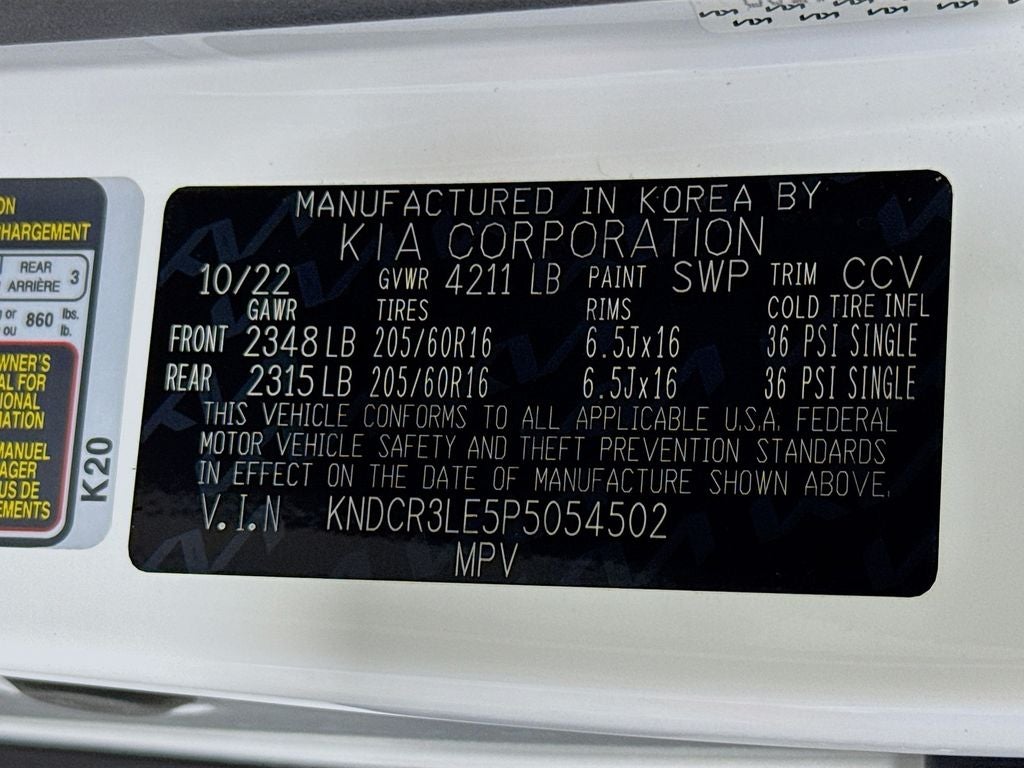 ON
HARGEMENT
REAR 3
ARRIÈRE
or 860 lbs.
ou lb.
WNER'S
AL FOR
IONAL
ATION
MANUEL
AGER
US DE
EMENTS
K20
MANUFACTURED IN KOREA BY
KIA CORPORATION
10/22 GVWR 4211 LB PAINT SWP TRIM CCV
GAWR TIRES RIMS COLD TIRE INFL
FRONT 2348 LB 205/60R16 6.5Jx16 36 PSI SINGLE
REAR 2315 LB 205/60R16 6.5Jx16 36 PSI SINGLE
THIS VEHICLE CONFORMS TO ALL APPLICABLE U.S.A. FEDERAL
MOTOR VEHICLE SAFETY AND THEFT PREVENTION STANDARDS
IN EFFECT ON THE DATE OF MANUFACTURE SHOWN ABOVE.
V.I.N KNDCR3LE5P5054502
MPV